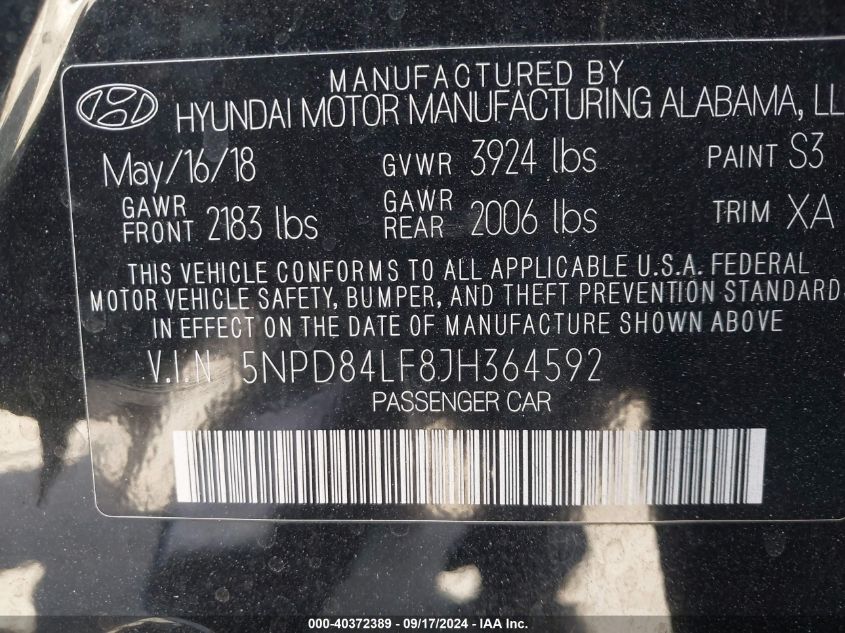 MANUFACTURED BY
HYUNDAI MOTOR MANUFACTURING ALABAMA, LL
May/16/18 GVWR 3924 lbs PAINT S3
GAWR FRONT 2183 lbs GAWR REAR 2006 lbs TRIM XA
THIS VEHICLE CONFORMS TO ALL APPLICABLE U.S.A. FEDERAL
MOTOR VEHICLE SAFETY, BUMPER, AND THEFT PREVENTION STANDARDS
IN EFFECT ON THE DATE OF MANUFACTURE SHOWN ABOVE
V.I.N 5NPD84LF8JH364592
PASSENGER CAR
000-40372389 - 09/17/2024 - IAA Inc.